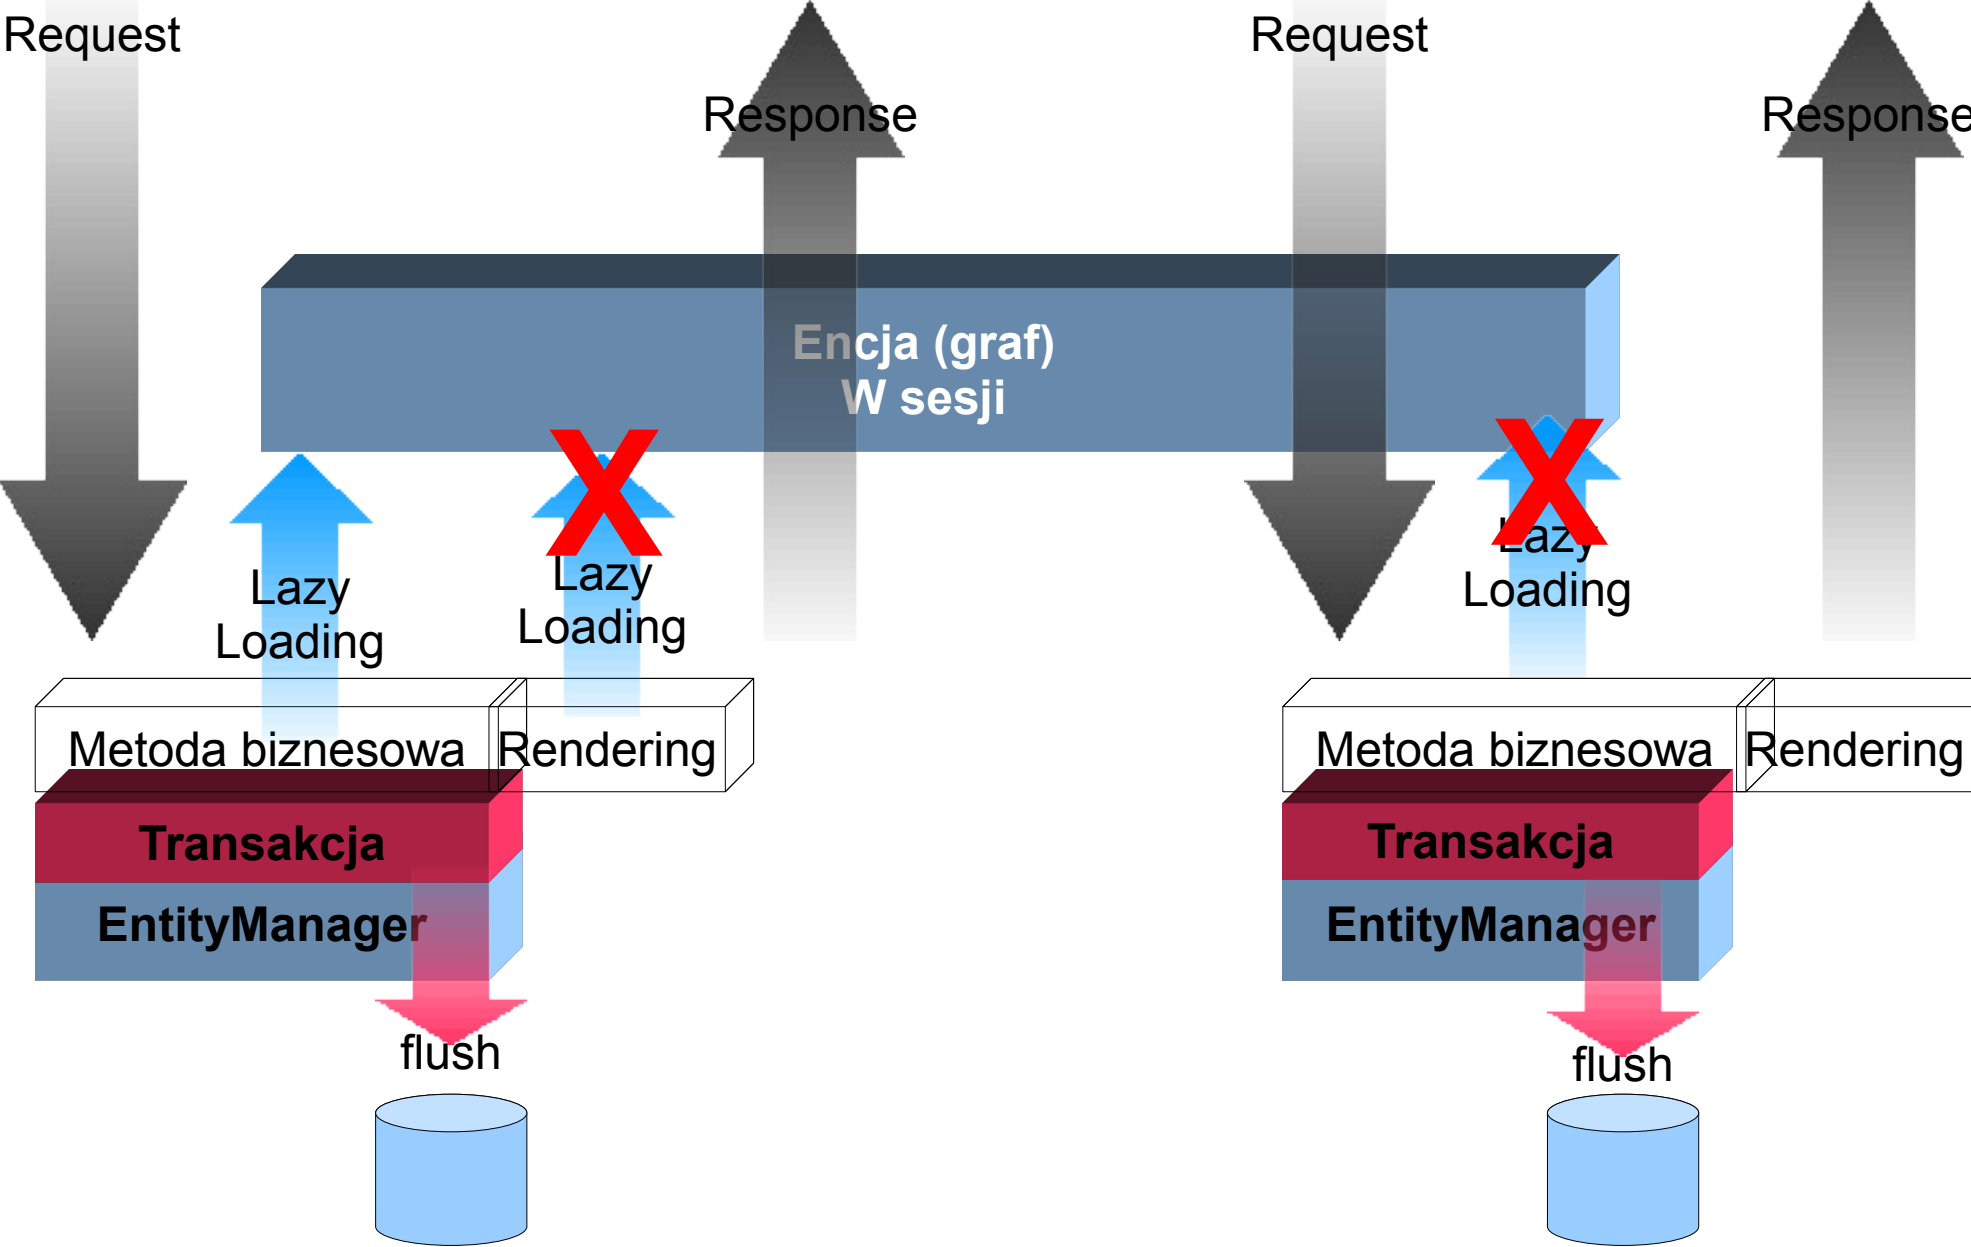 Request
Response
Request
Response
Encja (graf)
W sesji
Lazy
Loading
Lazy
Loading
Lazy
Loading
Metoda biznesowa
Rendering
Metoda biznesowa
Rendering
Transakcja
Transakcja
EntityManager
EntityManager
flush
flush